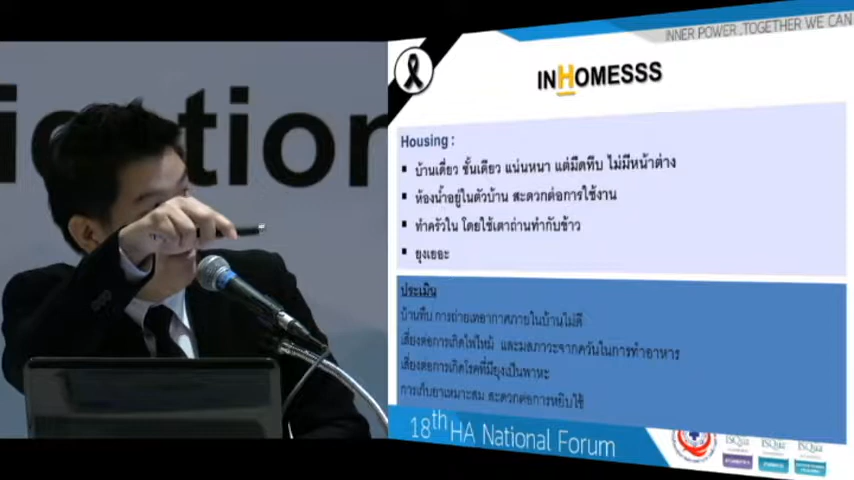 ication
INNER POWER..TOGETHER WE CAN
INHOMESSS
Housing :
▪ บ้านเดี่ยว ชั้นเดียว แน่นหนา แต่มืดทึบ ไม่มีหน้าต่าง
▪ ห้องน้ำอยู่ในตัวบ้าน สะดวกต่อการใช้งาน
▪ ทำครัวใน โดยใช้เตาถ่านทำกับข้าว
▪ ยุงเยอะ
ประเมิน
บ้านทึบ การถ่ายเทอากาศภายในบ้านไม่ดี
เสี่ยงต่อการเกิดไฟไหม้ และมลภาวะจากควันในการทำอาหาร
เสี่ยงต่อการเกิดโรคที่มียุงเป็นพาหะ
การเก็บยาเหมาะสม สะดวกต่อการหยิบใช้
18th HA National Forum
ISQua ISQua ISQua